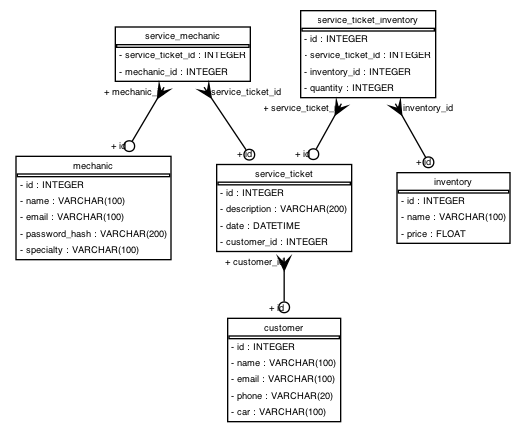 service_mechanic
- service_ticket_id : INTEGER
- mechanic_id : INTEGER
service_ticket_inventory
- id : INTEGER
- service_ticket_id : INTEGER
- inventory_id : INTEGER
- quantity : INTEGER
+ mechanic_
service_ticket_id
+ service_ticket_
inventory_id
+ id
+ id
+ id
+ id
mechanic
- id : INTEGER
- name : VARCHAR(100)
- email : VARCHAR(100)
- password_hash : VARCHAR(200)
- specialty : VARCHAR(100)
service_ticket
- id : INTEGER
- description : VARCHAR(200)
- date : DATETIME
- customer_id : INTEGER
inventory
- id : INTEGER
- name : VARCHAR(100)
- price : FLOAT
+ customer_i
+ id
customer
- id : INTEGER
- name : VARCHAR(100)
- email : VARCHAR(100)
- phone : VARCHAR(20)
- car : VARCHAR(100)